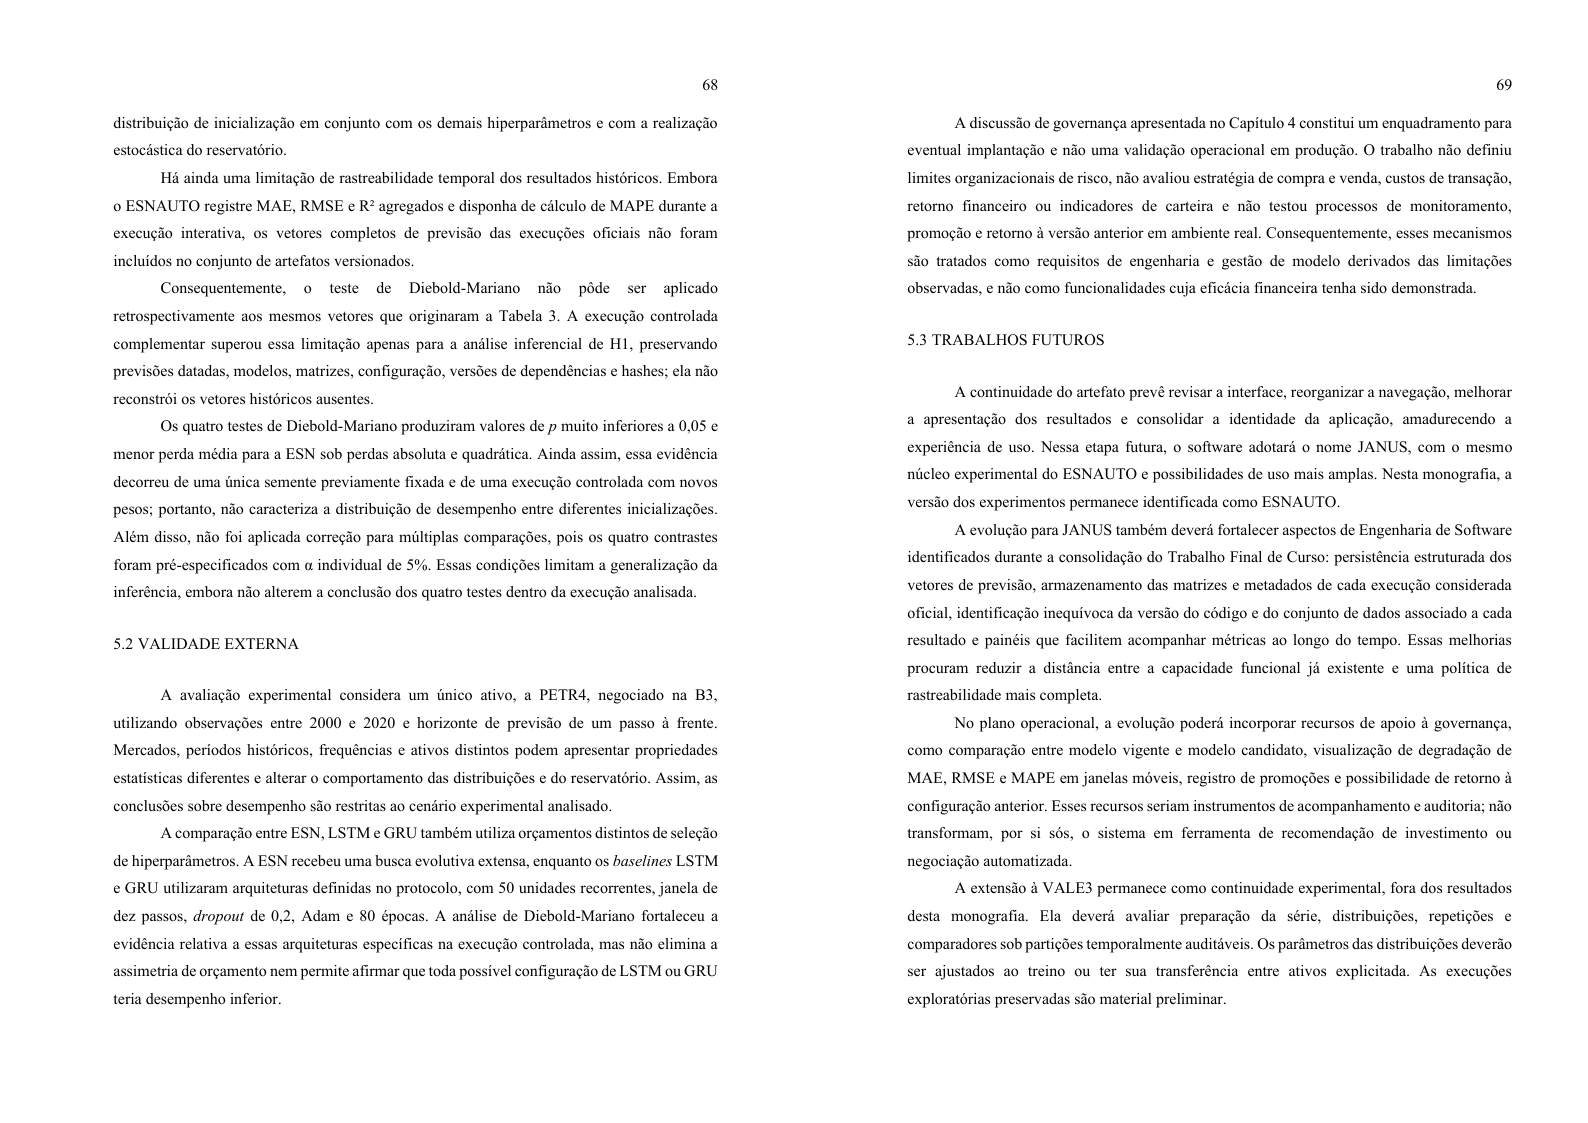 68
distribuição de inicialização em conjunto com os demais hiperparâmetros e com a realização
estocástica do reservatório.
Há ainda uma limitação de rastreabilidade temporal dos resultados históricos. Embora
o ESNAUTO registre MAE, RMSE e R² agregados e disponha de cálculo de MAPE durante a
execução interativa, os vetores completos de previsão das execuções oficiais não foram
incluídos no conjunto de artefatos versionados.
Consequentemente, o teste de Diebold-Mariano não pôde ser aplicado
retrospectivamente aos mesmos vetores que originaram a Tabela 3. A execução controlada
complementar superou essa limitação apenas para a análise inferencial de H1, preservando
previsões datadas, modelos, matrizes, configuração, versões de dependências e hashes; ela não
reconstrói os vetores históricos ausentes.
Os quatro testes de Diebold-Mariano produziram valores de p muito inferiores a 0,05 e
menor perda média para a ESN sob perdas absoluta e quadrática. Ainda assim, essa evidência
decorreu de uma única semente previamente fixada e de uma execução controlada com novos
pesos; portanto, não caracteriza a distribuição de desempenho entre diferentes inicializações.
Além disso, não foi aplicada correção para múltiplas comparações, pois os quatro contrastes
foram pré-especificados com α individual de 5%. Essas condições limitam a generalização da
inferência, embora não alterem a conclusão dos quatro testes dentro da execução analisada.
5.2 VALIDADE EXTERNA
A avaliação experimental considera um único ativo, a PETR4, negociado na B3,
utilizando observações entre 2000 e 2020 e horizonte de previsão de um passo à frente.
Mercados, períodos históricos, frequências e ativos distintos podem apresentar propriedades
estatísticas diferentes e alterar o comportamento das distribuições e do reservatório. Assim, as
conclusões sobre desempenho são restritas ao cenário experimental analisado.
A comparação entre ESN, LSTM e GRU também utiliza orçamentos distintos de seleção
de hiperparâmetros. A ESN recebeu uma busca evolutiva extensa, enquanto os baselines LSTM
e GRU utilizaram arquiteturas definidas no protocolo, com 50 unidades recorrentes, janela de
dez passos, dropout de 0,2, Adam e 80 épocas. A análise de Diebold-Mariano fortaleceu a
evidência relativa a essas arquiteturas específicas na execução controlada, mas não elimina a
assimetria de orçamento nem permite afirmar que toda possível configuração de LSTM ou GRU
teria desempenho inferior.
69
A discussão de governança apresentada no Capítulo 4 constitui um enquadramento para
eventual implantação e não uma validação operacional em produção. O trabalho não definiu
limites organizacionais de risco, não avaliou estratégia de compra e venda, custos de transação,
retorno financeiro ou indicadores de carteira e não testou processos de monitoramento,
promoção e retorno à versão anterior em ambiente real. Consequentemente, esses mecanismos
são tratados como requisitos de engenharia e gestão de modelo derivados das limitações
observadas, e não como funcionalidades cuja eficácia financeira tenha sido demonstrada.
5.3 TRABALHOS FUTUROS
A continuidade do artefato prevê revisar a interface, reorganizar a navegação, melhorar
a apresentação dos resultados e consolidar a identidade da aplicação, amadurecendo a
experiência de uso. Nessa etapa futura, o software adotará o nome JANUS, com o mesmo
núcleo experimental do ESNAUTO e possibilidades de uso mais amplas. Nesta monografia, a
versão dos experimentos permanece identificada como ESNAUTO.
A evolução para JANUS também deverá fortalecer aspectos de Engenharia de Software
identificados durante a consolidação do Trabalho Final de Curso: persistência estruturada dos
vetores de previsão, armazenamento das matrizes e metadados de cada execução considerada
oficial, identificação inequívoca da versão do código e do conjunto de dados associado a cada
resultado e painéis que facilitem acompanhar métricas ao longo do tempo. Essas melhorias
procuram reduzir a distância entre a capacidade funcional já existente e uma política de
rastreabilidade mais completa.
No plano operacional, a evolução poderá incorporar recursos de apoio à governança,
como comparação entre modelo vigente e modelo candidato, visualização de degradação de
MAE, RMSE e MAPE em janelas móveis, registro de promoções e possibilidade de retorno à
configuração anterior. Esses recursos seriam instrumentos de acompanhamento e auditoria; não
transformam, por si sós, o sistema em ferramenta de recomendação de investimento ou
negociação automatizada.
A extensão à VALE3 permanece como continuidade experimental, fora dos resultados
desta monografia. Ela deverá avaliar preparação da série, distribuições, repetições e
comparadores sob partições temporalmente auditáveis. Os parâmetros das distribuições deverão
ser ajustados ao treino ou ter sua transferência entre ativos explicitada. As execuções
exploratórias preservadas são material preliminar.